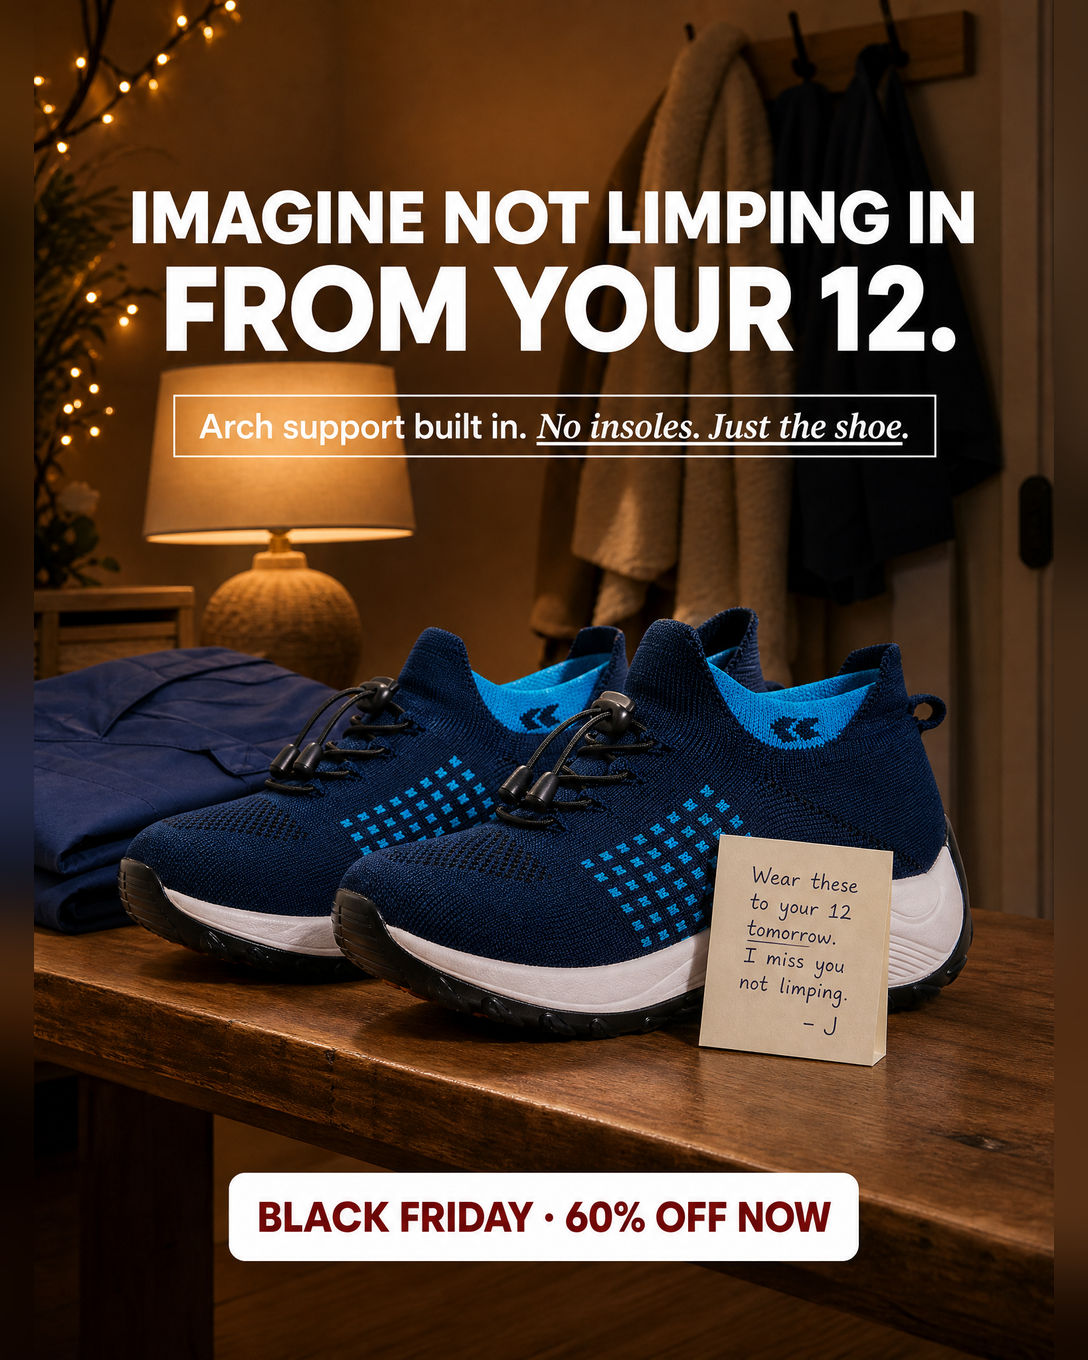 IMAGINE NOT LIMPING IN
FROM YOUR 12.
Arch support built in. No insoles. Just the shoe.
Wear these
to your 12
tomorrow.
I miss you
not limping.
– J
BLACK FRIDAY · 60% OFF NOW